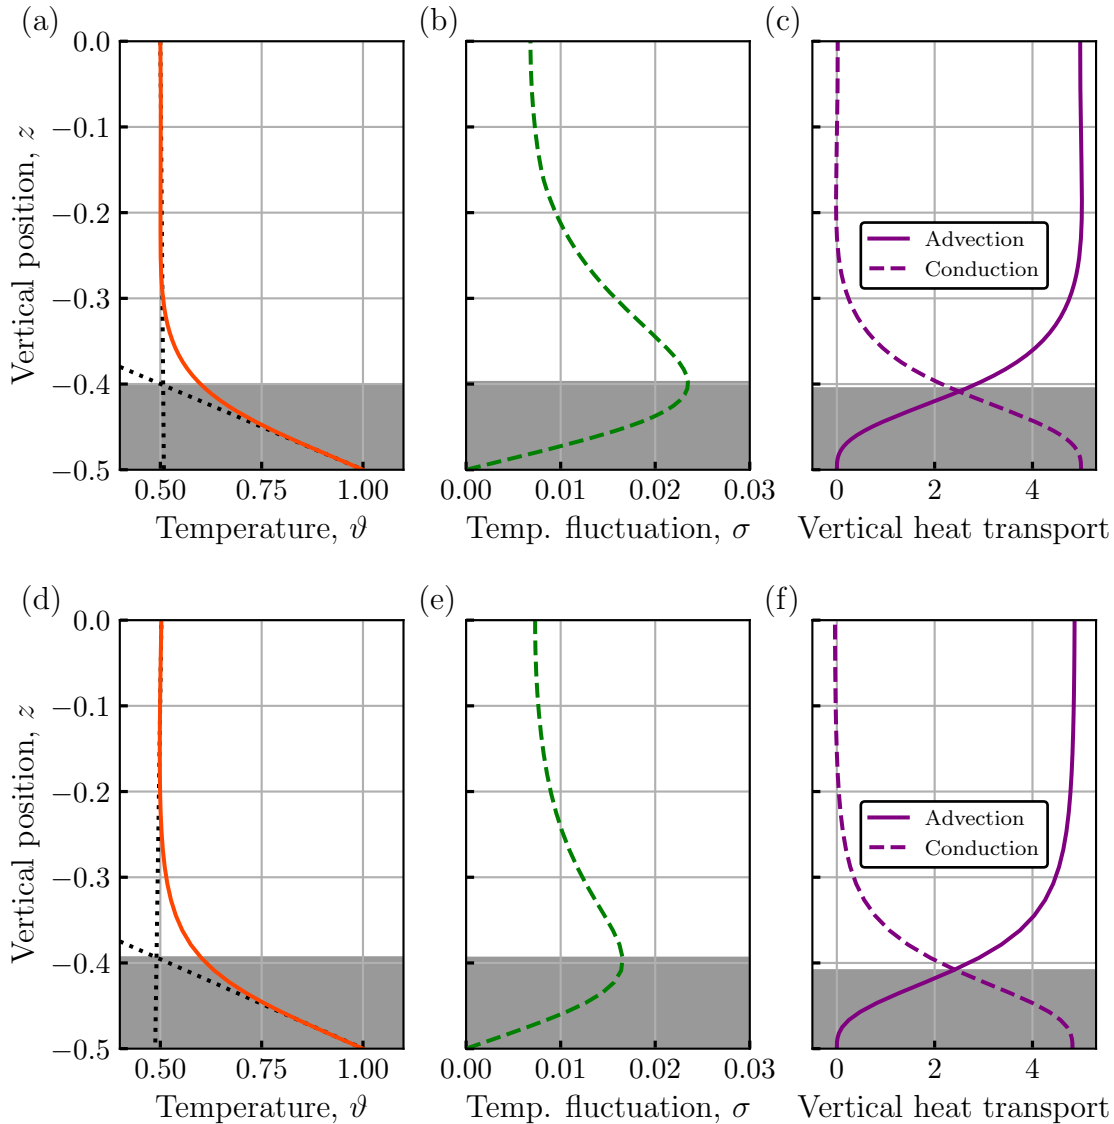 (a) (b) (c)
0.0
−0.1
−0.2
−0.3
−0.4
−0.5
Vertical position, z
0.50 0.75 1.00
Temperature, ϑ
0.00 0.01 0.02 0.03
Temp. fluctuation, σ
Advection
Conduction
0 2 4
Vertical heat transport
(d) (e) (f)
0.0
−0.1
−0.2
−0.3
−0.4
−0.5
Vertical position, z
0.50 0.75 1.00
Temperature, ϑ
0.00 0.01 0.02 0.03
Temp. fluctuation, σ
Advection
Conduction
0 2 4
Vertical heat transport